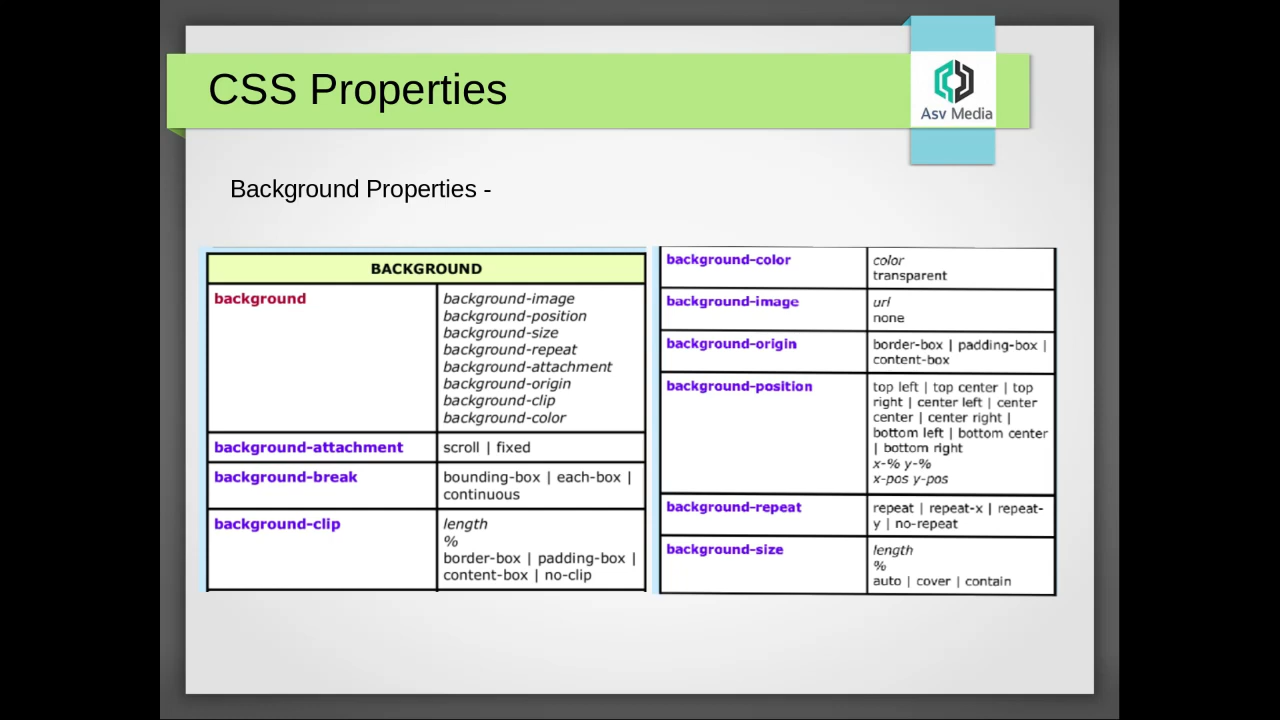 CSS Properties
Asv Media
Background Properties -
BACKGROUND
background
background-image
background-position
background-size
background-repeat
background-attachment
background-origin
background-clip
background-color
background-attachment
scroll | fixed
background-break
bounding-box | each-box |
continuous
background-clip
length
%
border-box | padding-box |
content-box | no-clip
background-color
color
transparent
background-image
url
none
background-origin
border-box | padding-box |
content-box
background-position
top left | top center | top
right | center left | center
center | center right |
bottom left | bottom center
| bottom right
x-% y-%
x-pos y-pos
background-repeat
repeat | repeat-x | repeat-
y | no-repeat
background-size
length
%
auto | cover | contain